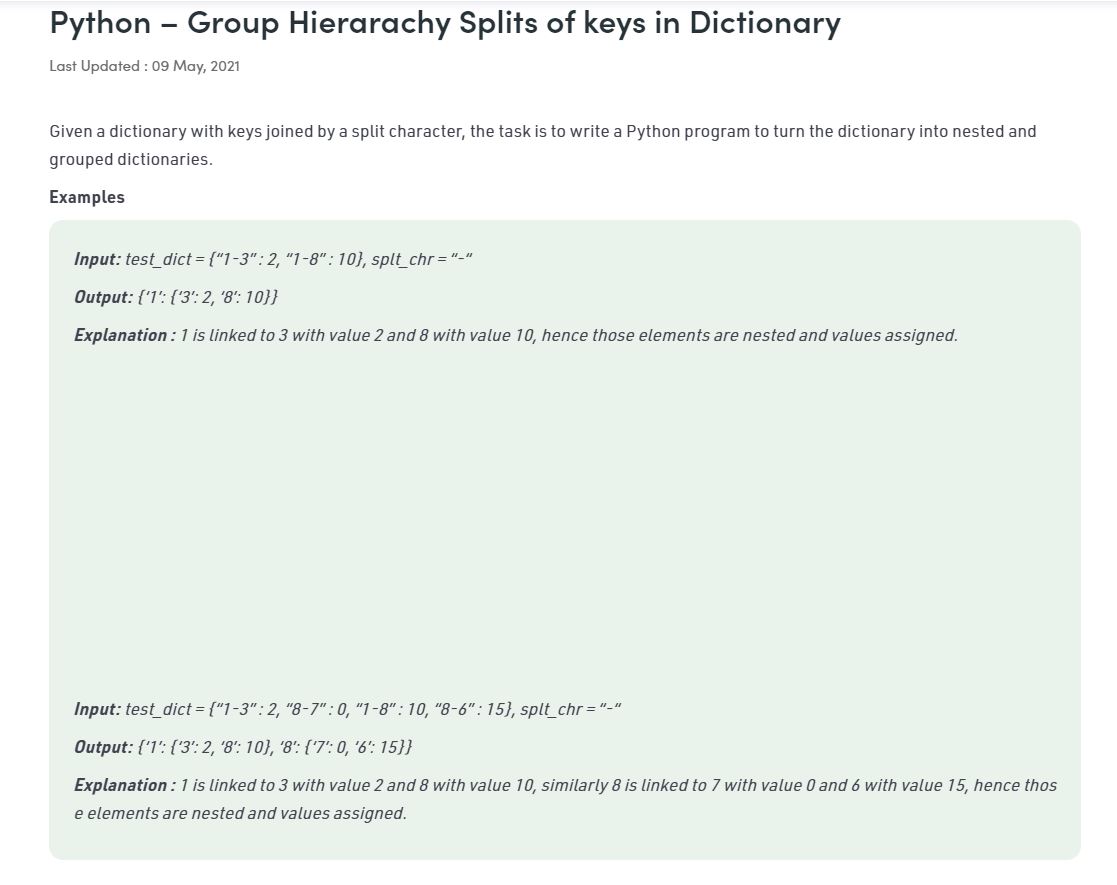 Python – Group Hierarachy Splits of keys in Dictionary
Last Updated : 09 May, 2021
Given a dictionary with keys joined by a split character, the task is to write a Python program to turn the dictionary into nested and
grouped dictionaries.
Examples
Input: test_dict = {“1-3” : 2, “1-8” : 10}, splt_chr = “-“
Output: {‘1’: {‘3’: 2, ‘8’: 10}}
Explanation : 1 is linked to 3 with value 2 and 8 with value 10, hence those elements are nested and values assigned.
Input: test_dict = {“1-3” : 2, “8-7” : 0, “1-8” : 10, “8-6” : 15}, splt_chr = “-“
Output: {‘1’: {‘3’: 2, ‘8’: 10}, ‘8’: {‘7’: 0, ‘6’: 15}}
Explanation : 1 is linked to 3 with value 2 and 8 with value 10, similarly 8 is linked to 7 with value 0 and 6 with value 15, hence thos
e elements are nested and values assigned.